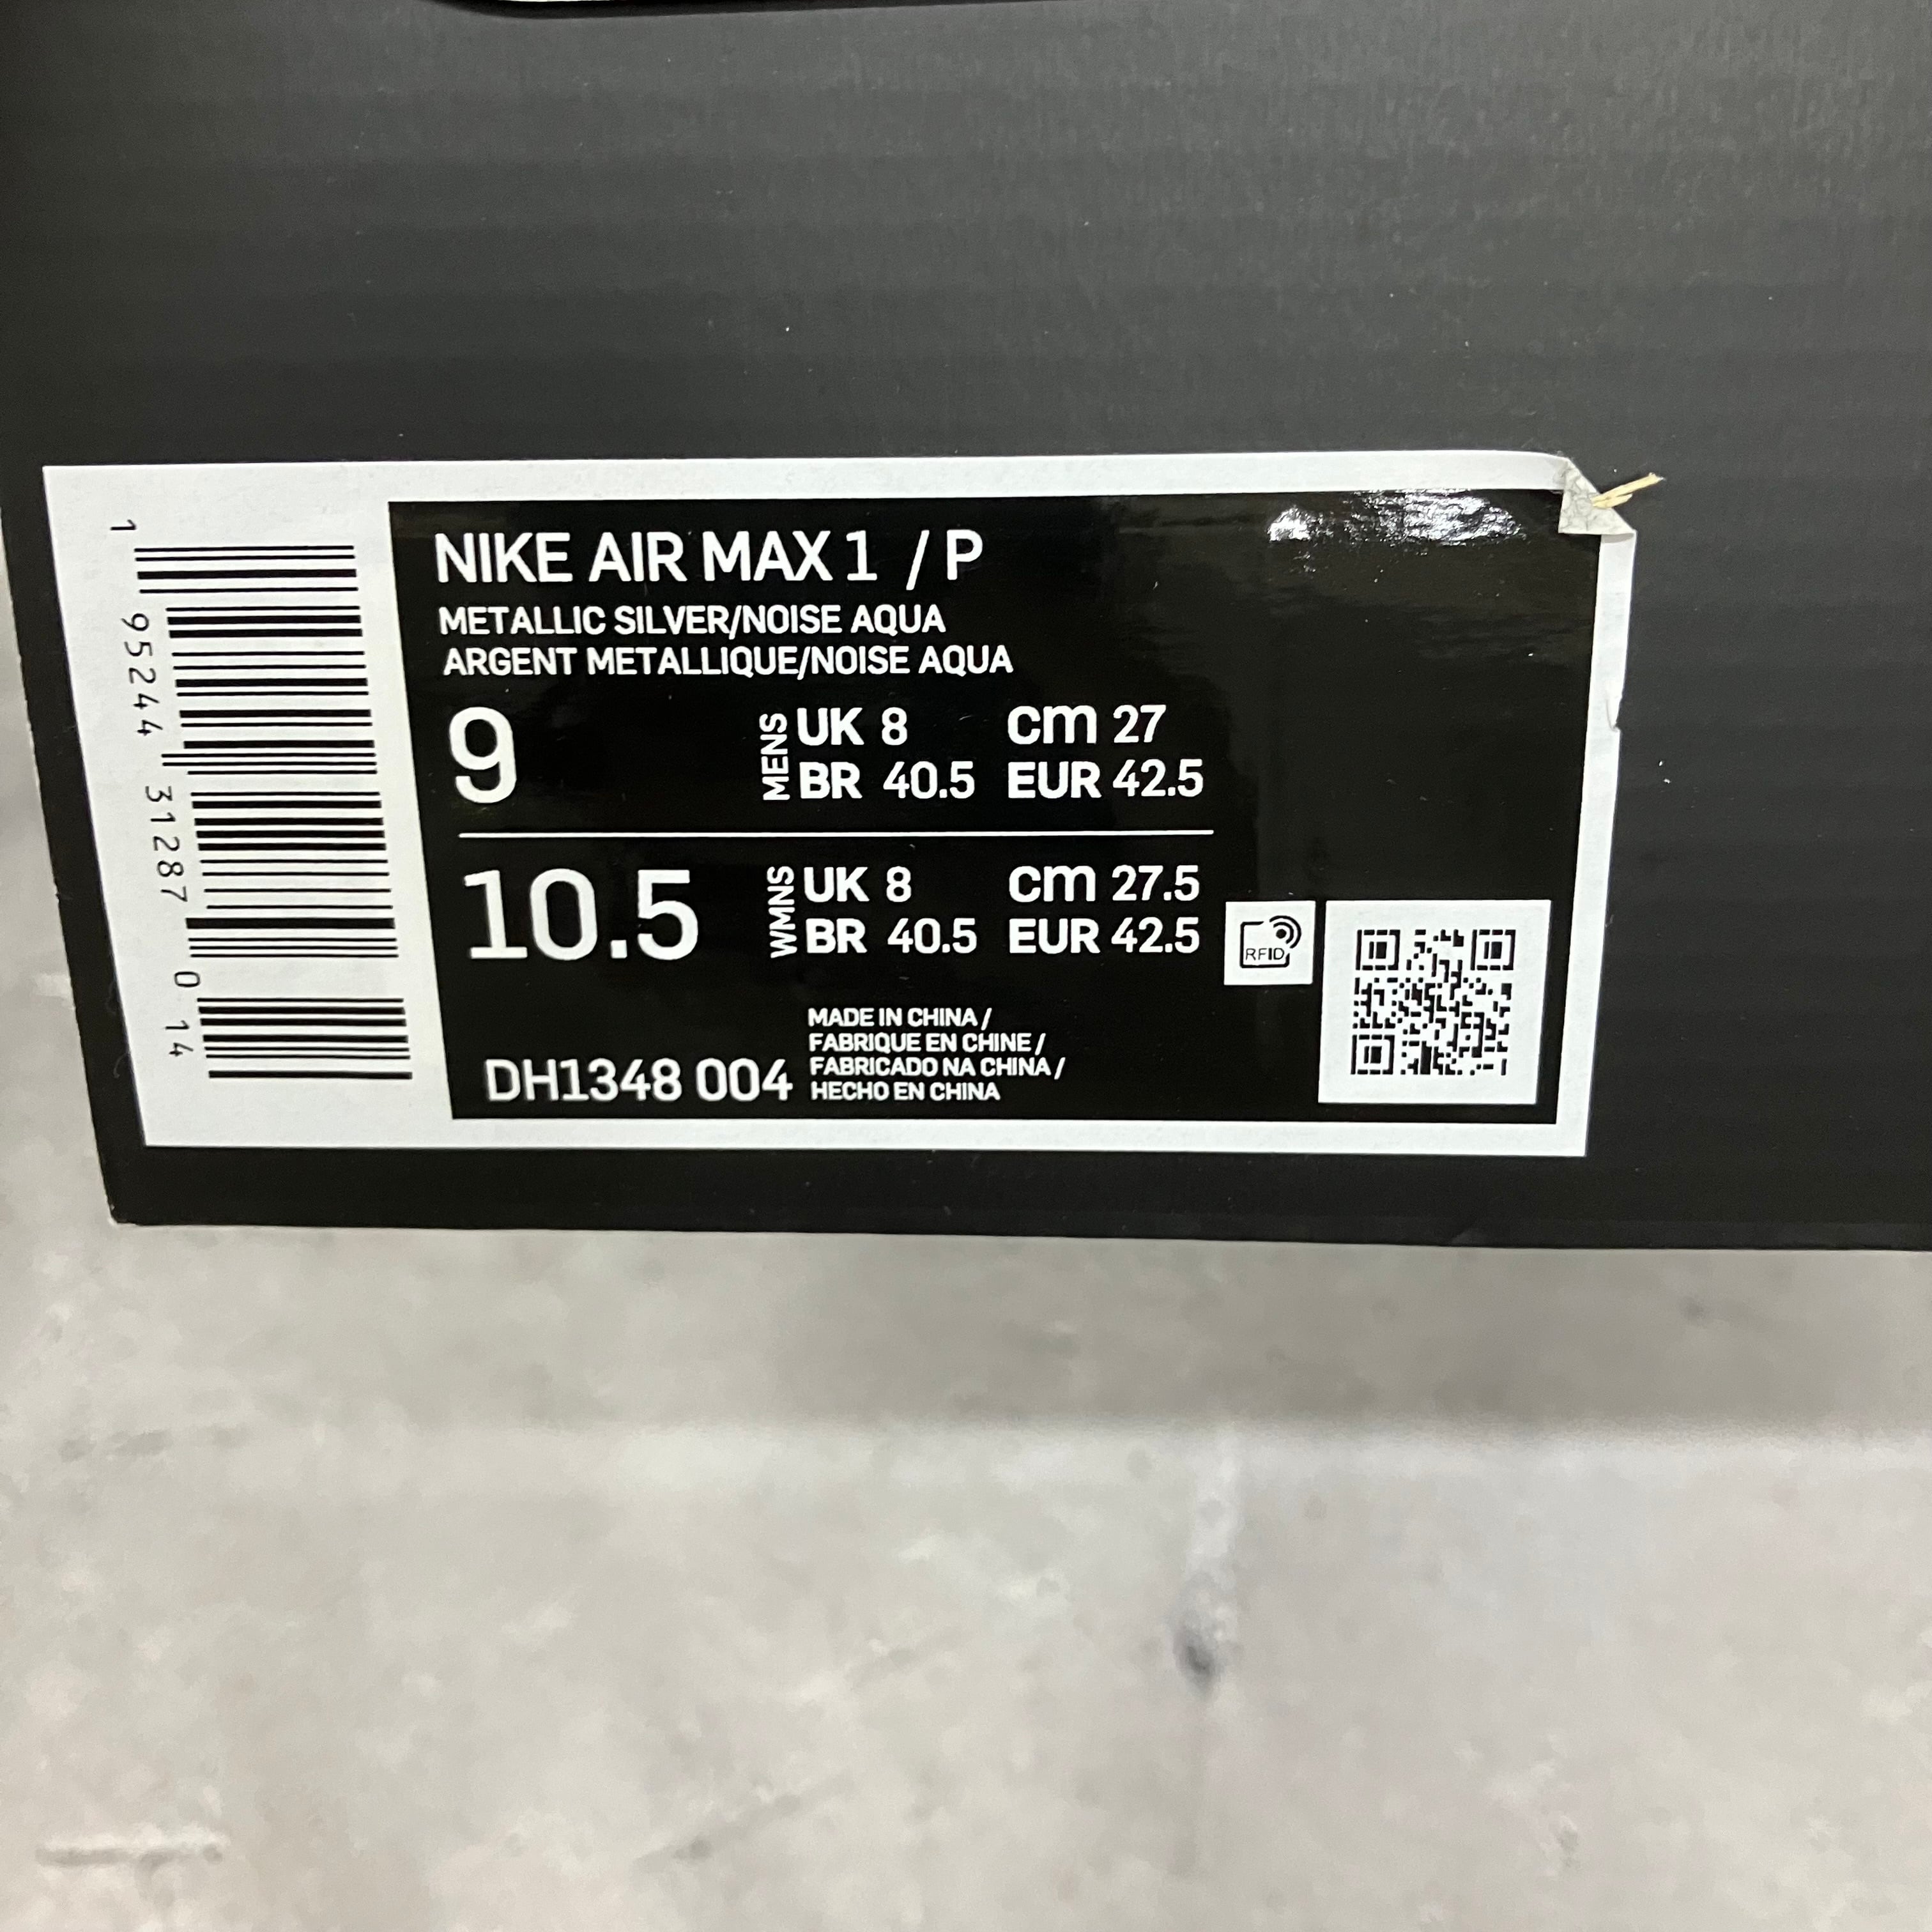 1 95244 31287 0 14
NIKE AIR MAX 1 / P
METALLIC SILVER/NOISE AQUA
ARGENT METALLIQUE/NOISE AQUA
9 MENS UK 8 cm 27
BR 40.5 EUR 42.5
10.5 WMNS UK 8 cm 27.5
BR 40.5 EUR 42.5
RFID
MADE IN CHINA /
FABRIQUE EN CHINE /
FABRICADO NA CHINA /
HECHO EN CHINA
DH1348 004